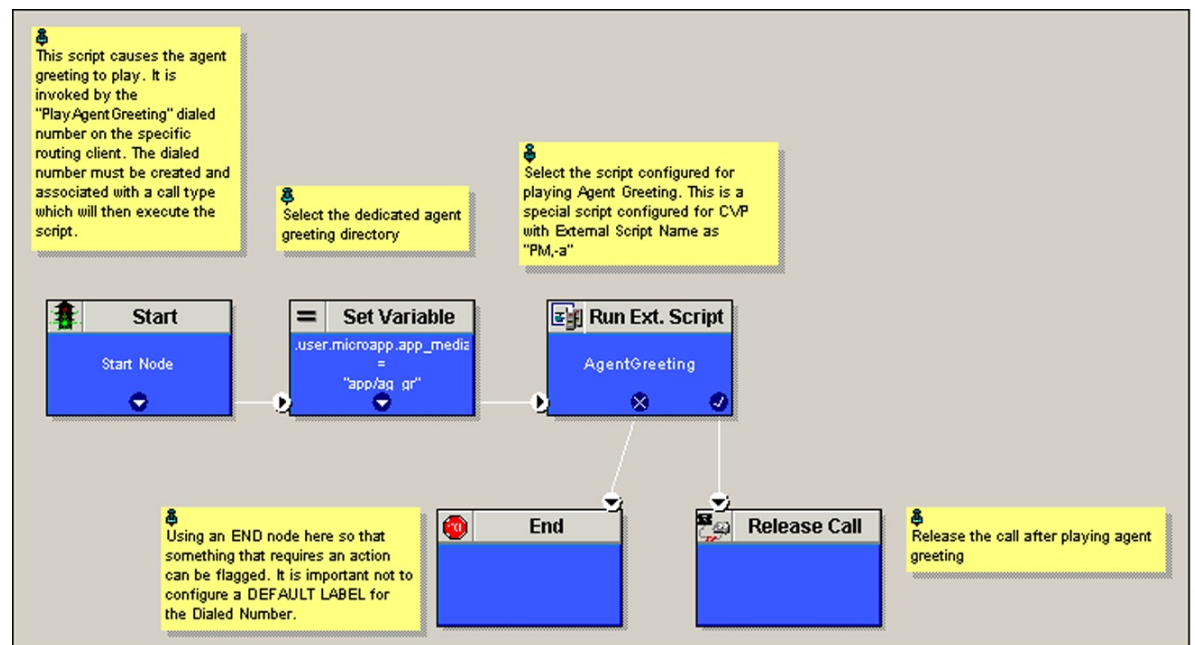 This script causes the agent
greeting to play. It is
invoked by the
"PlayAgentGreeting" dialed
number on the specific
routing client. The dialed
number must be created and
associated with a call type
which will then execute the
script.
Select the dedicated agent
greeting directory
Select the script configured for
playing Agent Greeting. This is a
special script configured for CVP
with External Script Name as
"PM,-a"
Start
Start Node
= Set Variable
.user.microapp.app_media
=
"app/ag_gr"
Run Ext. Script
AgentGreeting
Using an END node here so that
something that requires an action
can be flagged. It is important not to
configure a DEFAULT LABEL for
the Dialed Number.
End
Release Call
Release the call after playing agent
greeting